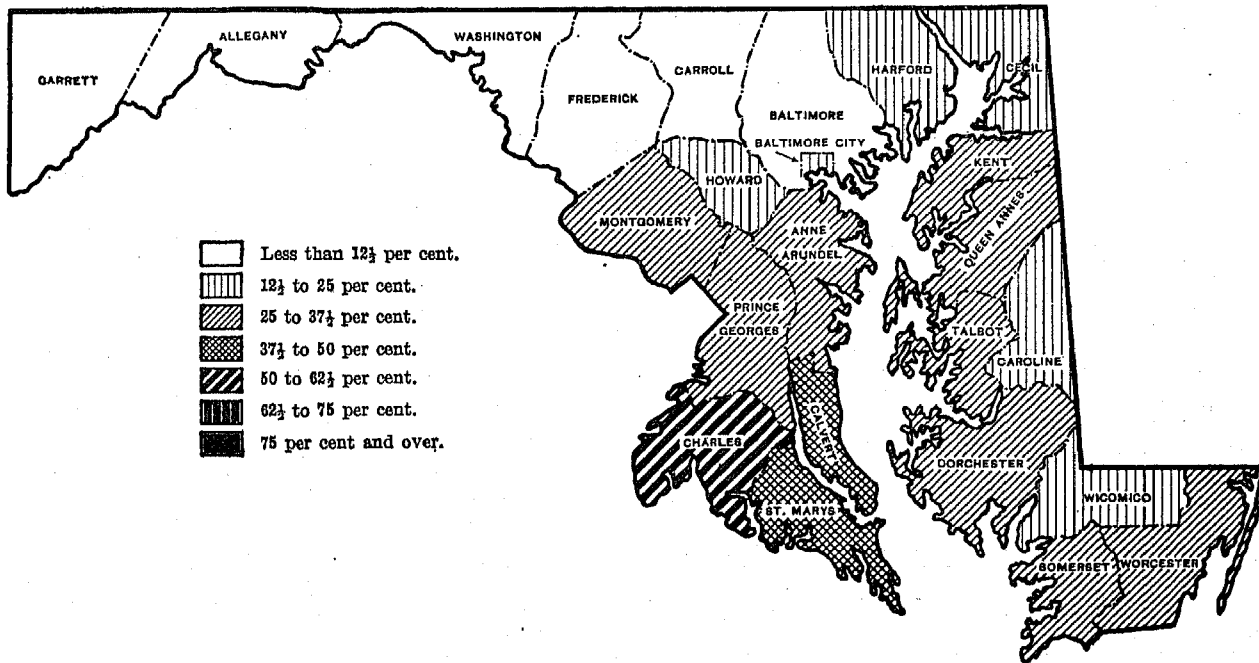 GARRETT
ALLEGANY
WASHINGTON
FREDERICK
CARROLL
BALTIMORE
BALTIMORE CITY
HARFORD
CECIL
HOWARD
MONTGOMERY
ANNE
ARUNDEL
KENT
QUEEN ANNES
PRINCE
GEORGES
TALBOT
CAROLINE
CHARLES
CALVERT
ST. MARYS
DORCHESTER
WICOMICO
SOMERSET
WORCESTER
Less than 12½ per cent.
12½ to 25 per cent.
25 to 37½ per cent.
37½ to 50 per cent.
50 to 62½ per cent.
62½ to 75 per cent.
75 per cent and over.